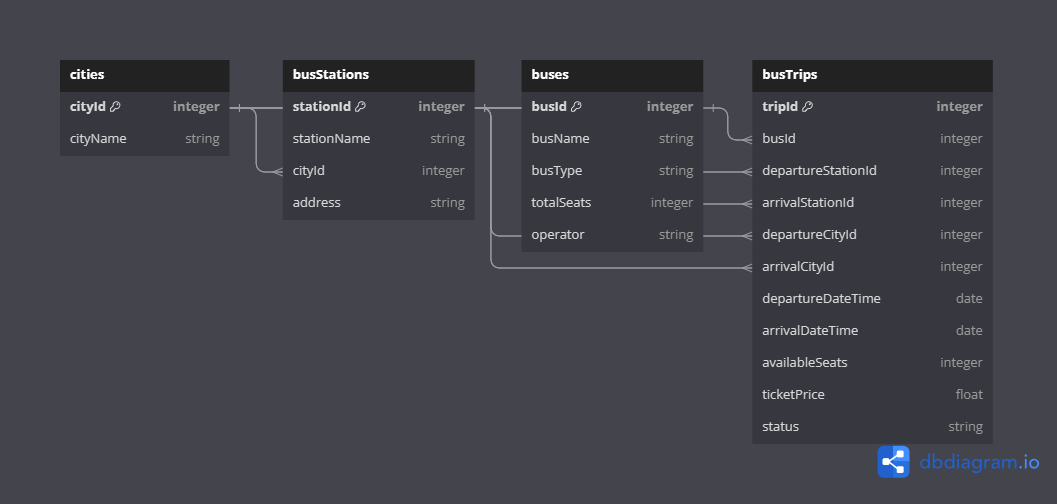 cities
cityId integer
cityName string
busStations
stationId integer
stationName string
cityId integer
address string
buses
busId integer
busName string
busType string
totalSeats integer
operator string
busTrips
tripId integer
busId integer
departureStationId integer
arrivalStationId integer
departureCityId integer
arrivalCityId integer
departureDateTime date
arrivalDateTime date
availableSeats integer
ticketPrice float
status string
dbdiagram.io